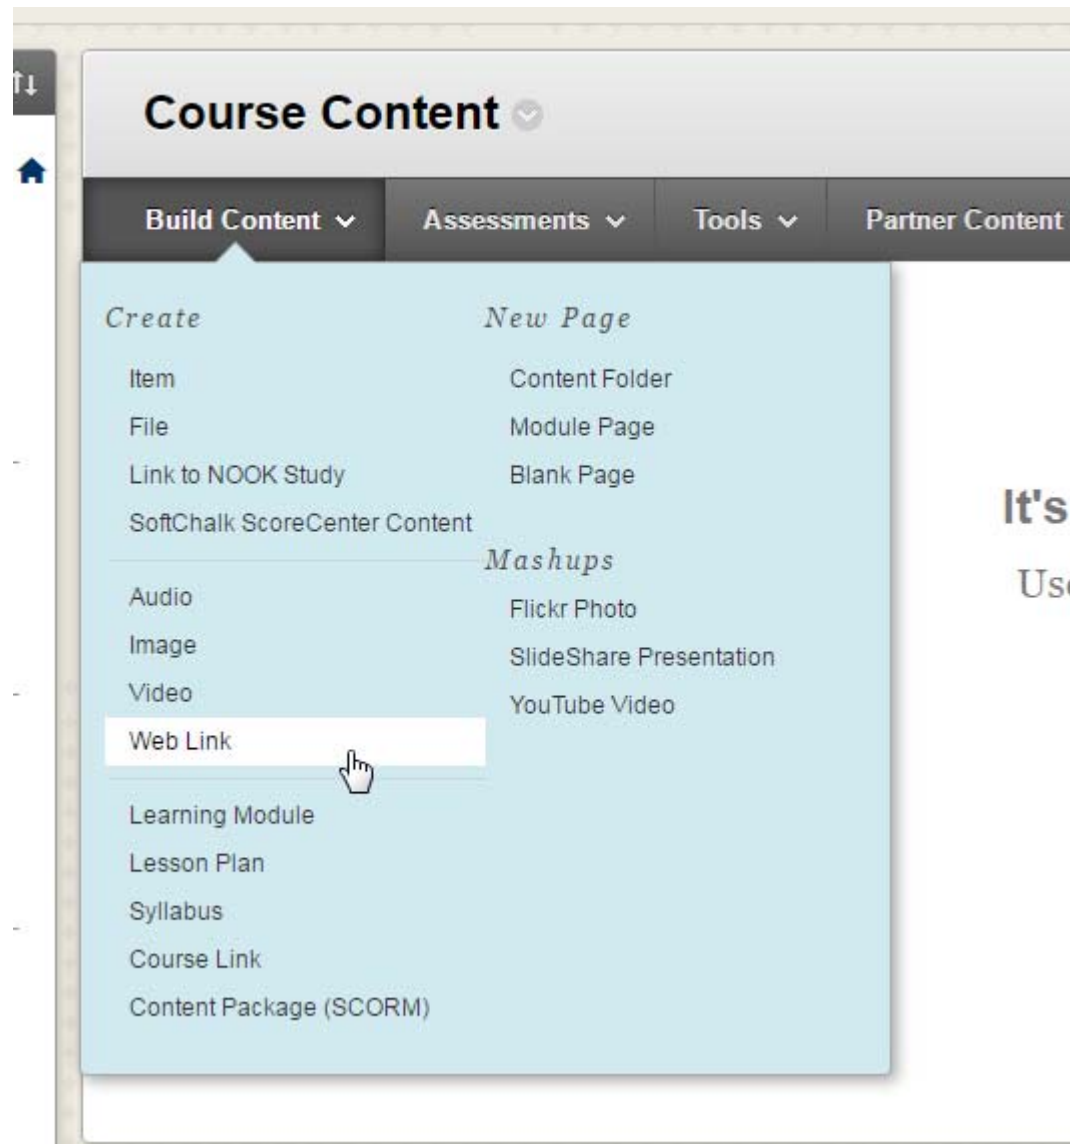 Course Content
Build Content
Assessments
Tools
Partner Content
Create
Item
File
Link to NOOK Study
SoftChalk ScoreCenter Content
Audio
Image
Video
Web Link
Learning Module
Lesson Plan
Syllabus
Course Link
Content Package (SCORM)
New Page
Content Folder
Module Page
Blank Page
Mashups
Flickr Photo
SlideShare Presentation
YouTube Video
It's